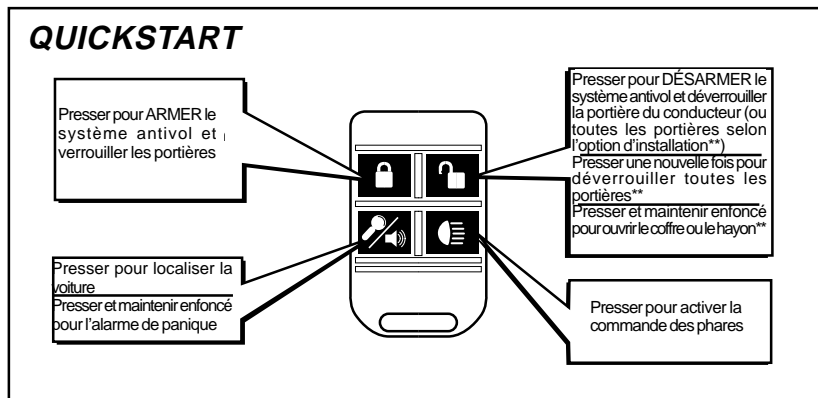 QUICKSTART
Presser pour ARMER le
système antivol et
verrouiller les portières
Presser pour DÉSARMER le
système antivol et déverrouiller
la portière du conducteur (ou
toutes les portières selon
l'option d'installation**)
Presser une nouvelle fois pour
déverrouiller toutes les
portières**
Presser et maintenir enfoncé
pour ouvrir le coffre ou le hayon**
Presser pour localiser la
voiture
Presser et maintenir enfoncé
pour l'alarme de panique
Presser pour activer la
commande des phares